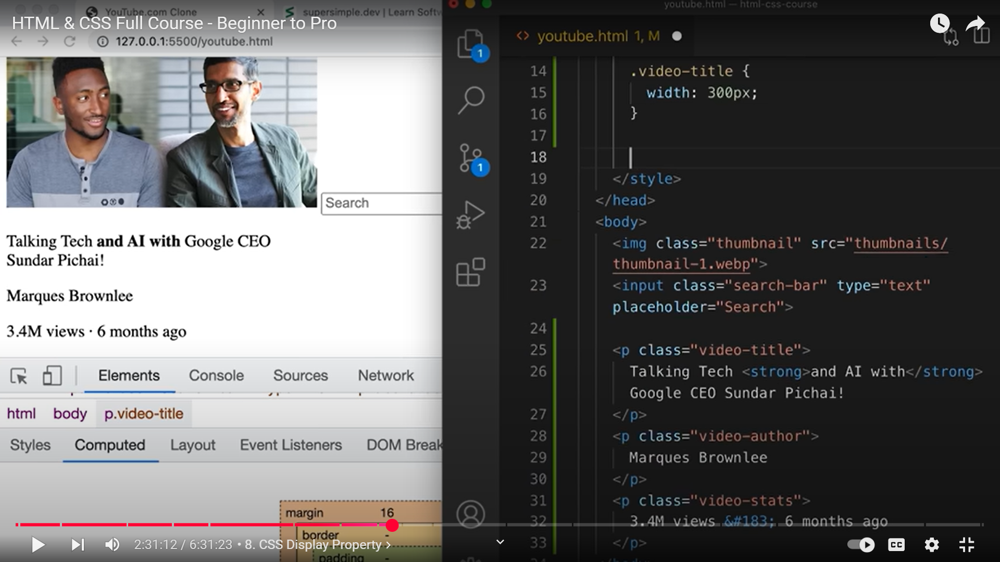 YouTube.com Clone
supersimple.dev | Learn Softw
HTML & CSS Full Course - Beginner to Pro
127.0.0.1:5500/youtube.html
Search
Talking Tech and AI with Google CEO
Sundar Pichai!
Marques Brownlee
3.4M views · 6 months ago
Elements Console Sources Network
html body p.video-title
Styles Computed Layout Event Listeners DOM Break
margin 16
border -
padding -
2:31:12 / 6:31:23 • 8. CSS Display Property
youtube.html — html-css-course
youtube.html 1, M
1
1
14 .video-title {
15 width: 300px;
16 }
17
18
19 </style>
20 </head>
21 <body>
22 <img class="thumbnail" src="thumbnails/
thumbnail-1.webp">
23 <input class="search-bar" type="text"
placeholder="Search">
24
25 <p class="video-title">
26 Talking Tech <strong>and AI with</strong>
Google CEO Sundar Pichai!
27 </p>
28 <p class="video-author">
29 Marques Brownlee
30 </p>
31 <p class="video-stats">
32 3.4M views &#183; 6 months ago
33 </p>
CC